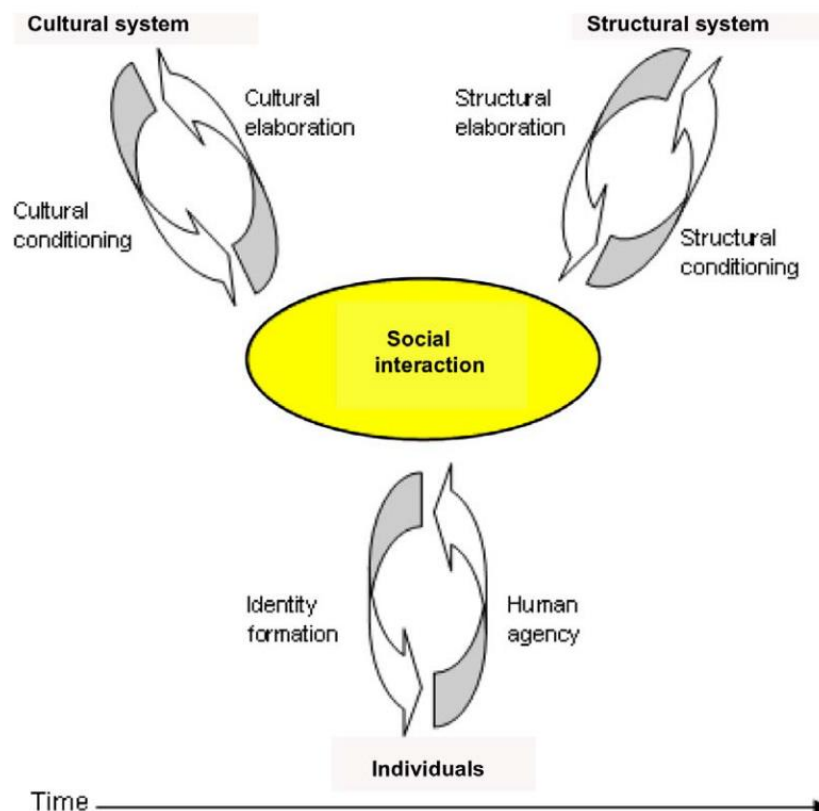 Cultural system
Structural system
Cultural
elaboration
Structural
elaboration
Cultural
conditioning
Structural
conditioning
Social
interaction
Identity
formation
Human
agency
Individuals
Time